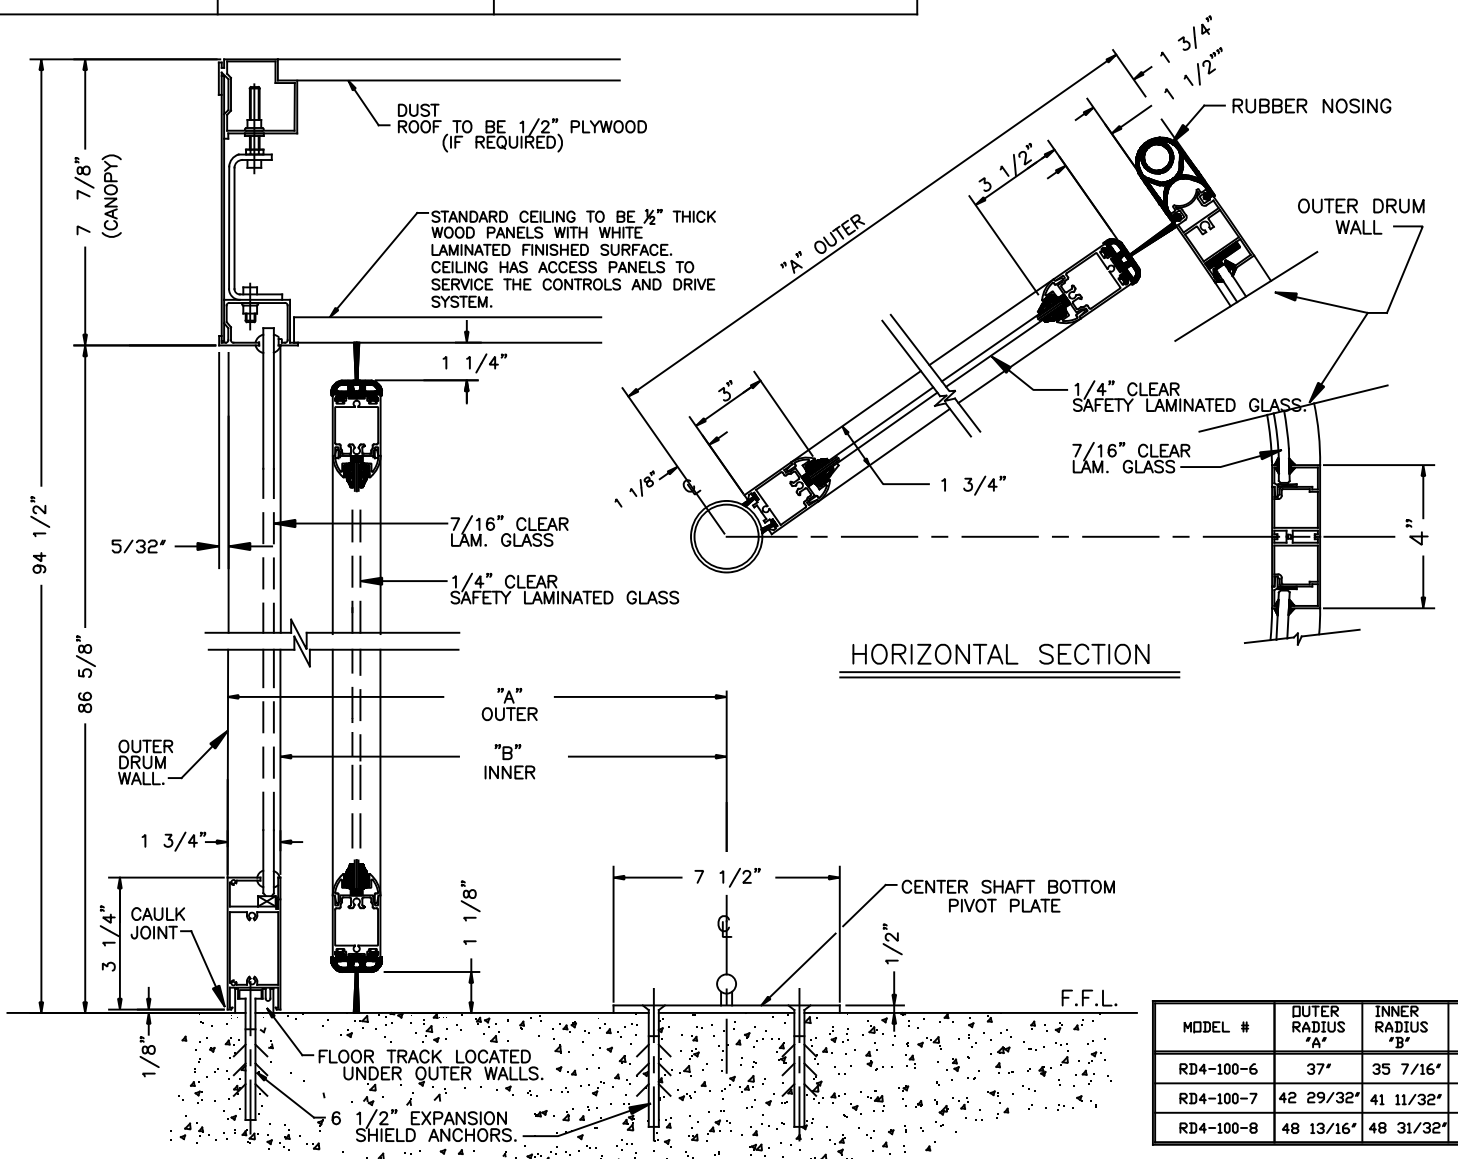 DUST
ROOF TO BE 1/2" PLYWOOD
(IF REQUIRED)
7 7/8"
(CANOPY)
STANDARD CEILING TO BE ½" THICK
WOOD PANELS WITH WHITE
LAMINATED FINISHED SURFACE.
CEILING HAS ACCESS PANELS TO
SERVICE THE CONTROLS AND DRIVE
SYSTEM.
1 1/4"
94 1/2"
5/32"
7/16" CLEAR
LAM. GLASS
1/4" CLEAR
SAFETY LAMINATED GLASS
86 5/8"
"A"
OUTER
"B"
INNER
OUTER
DRUM
WALL.
1 3/4"
3 1/4"
CAULK
JOINT
1 1/8"
1/8"
FLOOR TRACK LOCATED
UNDER OUTER WALLS.
6 1/2" EXPANSION
SHIELD ANCHORS.
7 1/2"
CENTER SHAFT BOTTOM
PIVOT PLATE
℄
1/2"
F.F.L.
1 3/4"
1 1/2""
RUBBER NOSING
3 1/2"
"A" OUTER
OUTER DRUM
WALL
3"
1/4" CLEAR
SAFETY LAMINATED GLASS.
7/16" CLEAR
LAM. GLASS
1 1/8"
℄
1 3/4"
4"
HORIZONTAL SECTION
MODEL # OUTER RADIUS "A" INNER RADIUS "B"
RD4-100-6 37" 35 7/16"
RD4-100-7 42 29/32" 41 11/32"
RD4-100-8 48 13/16" 48 31/32"